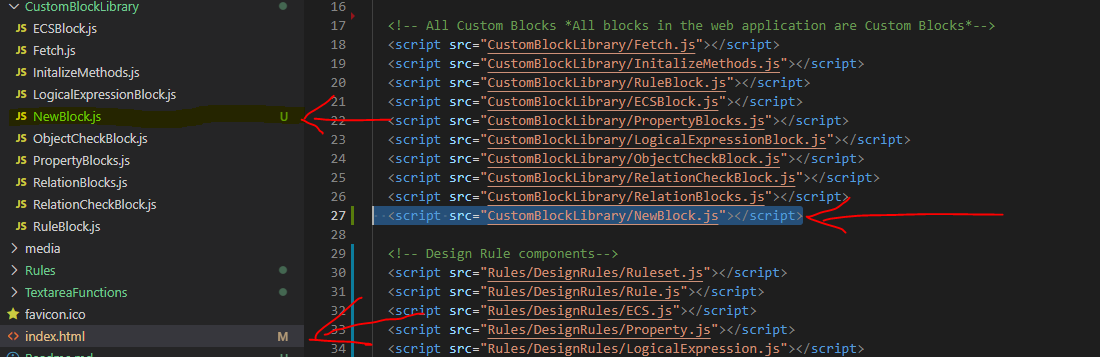 CustomBlockLibrary
JS ECSBlock.js
JS Fetch.js
JS InitalizeMethods.js
JS LogicalExpressionBlock.js
JS NewBlock.js U
JS ObjectCheckBlock.js
JS PropertyBlocks.js
JS RelationBlocks.js
JS RelationCheckBlock.js
JS RuleBlock.js
media
Rules
TextareaFunctions
favicon.ico
<> index.html M
Readme.md
16
17 <!-- All Custom Blocks *All blocks in the web application are Custom Blocks*-->
18 <script src="CustomBlockLibrary/Fetch.js"></script>
19 <script src="CustomBlockLibrary/InitalizeMethods.js"></script>
20 <script src="CustomBlockLibrary/RuleBlock.js"></script>
21 <script src="CustomBlockLibrary/ECSBlock.js"></script>
22 <script src="CustomBlockLibrary/PropertyBlocks.js"></script>
23 <script src="CustomBlockLibrary/LogicalExpressionBlock.js"></script>
24 <script src="CustomBlockLibrary/ObjectCheckBlock.js"></script>
25 <script src="CustomBlockLibrary/RelationCheckBlock.js"></script>
26 <script src="CustomBlockLibrary/RelationBlocks.js"></script>
27 <script src="CustomBlockLibrary/NewBlock.js"></script>
28
29 <!-- Design Rule components-->
30 <script src="Rules/DesignRules/Ruleset.js"></script>
31 <script src="Rules/DesignRules/Rule.js"></script>
32 <script src="Rules/DesignRules/ECS.js"></script>
33 <script src="Rules/DesignRules/Property.js"></script>
34 <script src="Rules/DesignRules/LogicalExpression.js"></script>